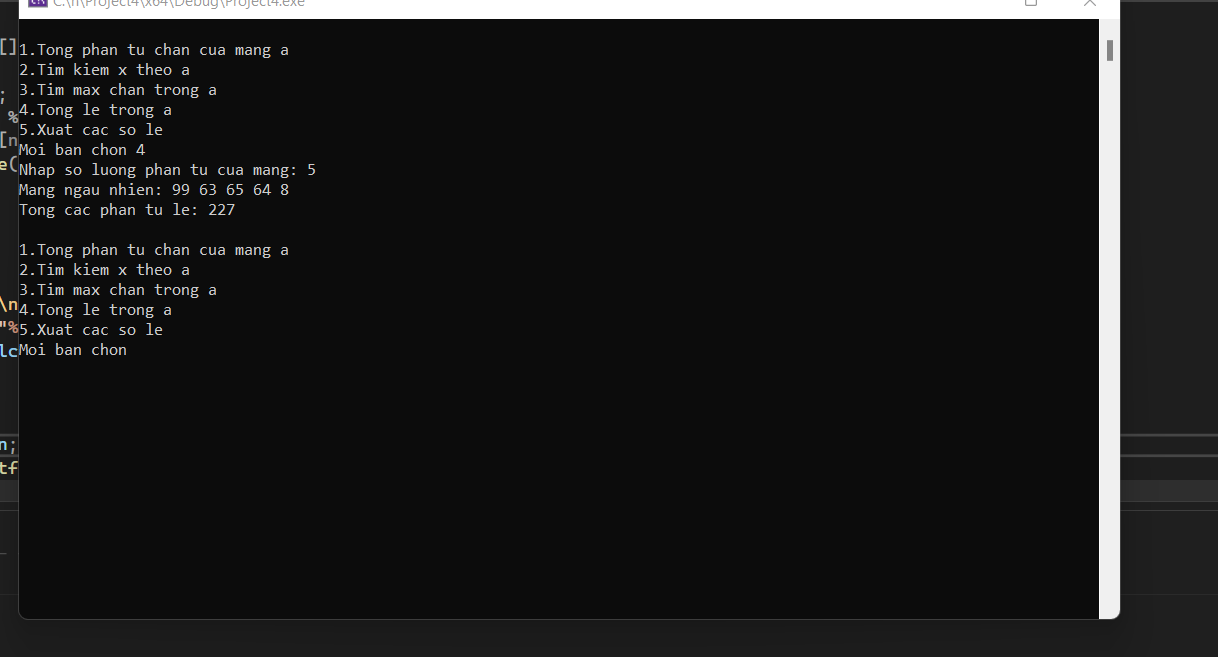 C:\n\Project4\x64\Debug\Project4.exe
1.Tong phan tu chan cua mang a
2.Tim kiem x theo a
3.Tim max chan trong a
4.Tong le trong a
5.Xuat cac so le
Moi ban chon 4
Nhap so luong phan tu cua mang: 5
Mang ngau nhien: 99 63 65 64 8
Tong cac phan tu le: 227
1.Tong phan tu chan cua mang a
2.Tim kiem x theo a
3.Tim max chan trong a
4.Tong le trong a
5.Xuat cac so le
Moi ban chon
[]
;
%
[n
e(
\n
"%
lc
n;
tf